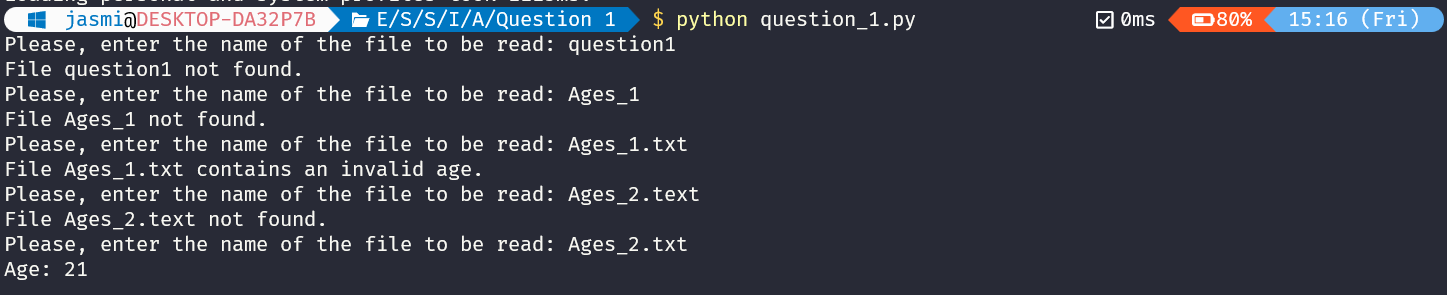 jasmi@DESKTOP-DA32P7B E/S/S/I/A/Question 1 $ python question_1.py 0ms 80% 15:16 (Fri)
Please, enter the name of the file to be read: question1
File question1 not found.
Please, enter the name of the file to be read: Ages_1
File Ages_1 not found.
Please, enter the name of the file to be read: Ages_1.txt
File Ages_1.txt contains an invalid age.
Please, enter the name of the file to be read: Ages_2.text
File Ages_2.text not found.
Please, enter the name of the file to be read: Ages_2.txt
Age: 21